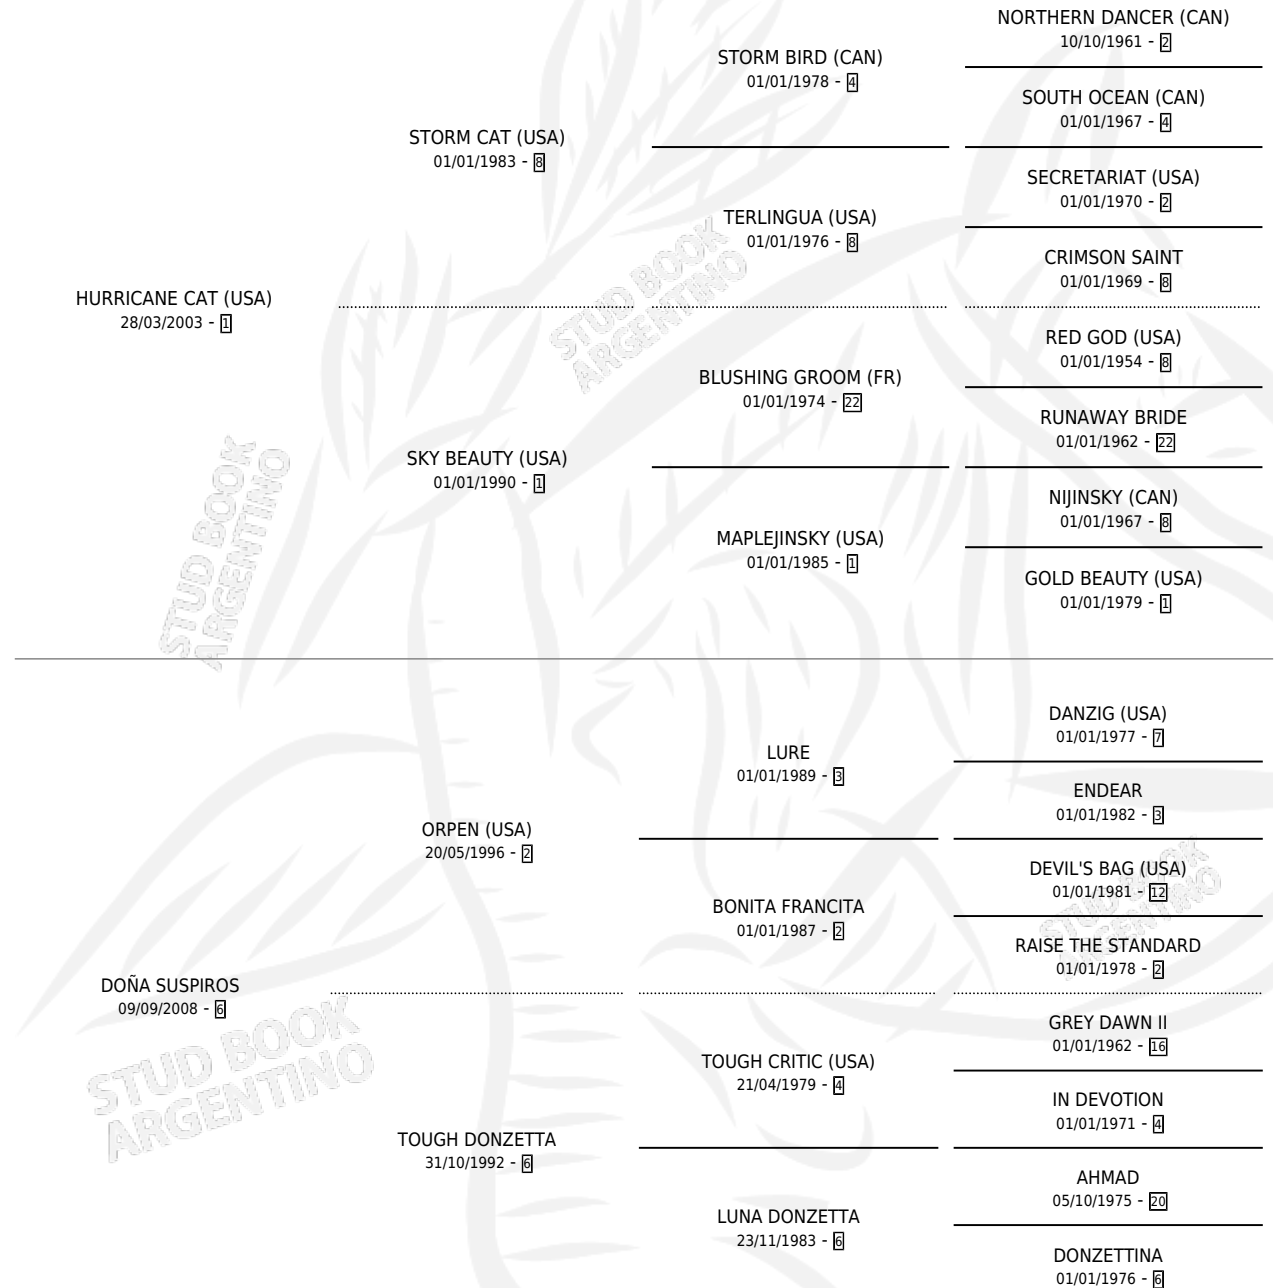 NORTHERN DANCER (CAN)
10/10/1961 - 2
STORM BIRD (CAN)
01/01/1978 - 4
SOUTH OCEAN (CAN)
01/01/1967 - 4
STORM CAT (USA)
01/01/1983 - 8
SECRETARIAT (USA)
01/01/1970 - 2
TERLINGUA (USA)
01/01/1976 - 8
CRIMSON SAINT
01/01/1969 - 8
HURRICANE CAT (USA)
28/03/2003 - 1
RED GOD (USA)
01/01/1954 - 8
BLUSHING GROOM (FR)
01/01/1974 - 22
RUNAWAY BRIDE
01/01/1962 - 22
SKY BEAUTY (USA)
01/01/1990 - 1
NIJINSKY (CAN)
01/01/1967 - 8
MAPLEJINSKY (USA)
01/01/1985 - 1
GOLD BEAUTY (USA)
01/01/1979 - 1
DANZIG (USA)
01/01/1977 - 7
LURE
01/01/1989 - 3
ENDEAR
01/01/1982 - 3
ORPEN (USA)
20/05/1996 - 2
DEVIL'S BAG (USA)
01/01/1981 - 12
BONITA FRANCITA
01/01/1987 - 2
RAISE THE STANDARD
01/01/1978 - 2
DOÑA SUSPIROS
09/09/2008 - 6
GREY DAWN II
01/01/1962 - 16
TOUGH CRITIC (USA)
21/04/1979 - 4
IN DEVOTION
01/01/1971 - 4
TOUGH DONZETTA
31/10/1992 - 6
AHMAD
05/10/1975 - 20
LUNA DONZETTA
23/11/1983 - 6
DONZETTINA
01/01/1976 - 6
STUD BOOK
ARGENTINO
STUD BOOK
ARGENTINO
STUD BOOK
ARGENTINO
STUD BOOK
ARGENTINO